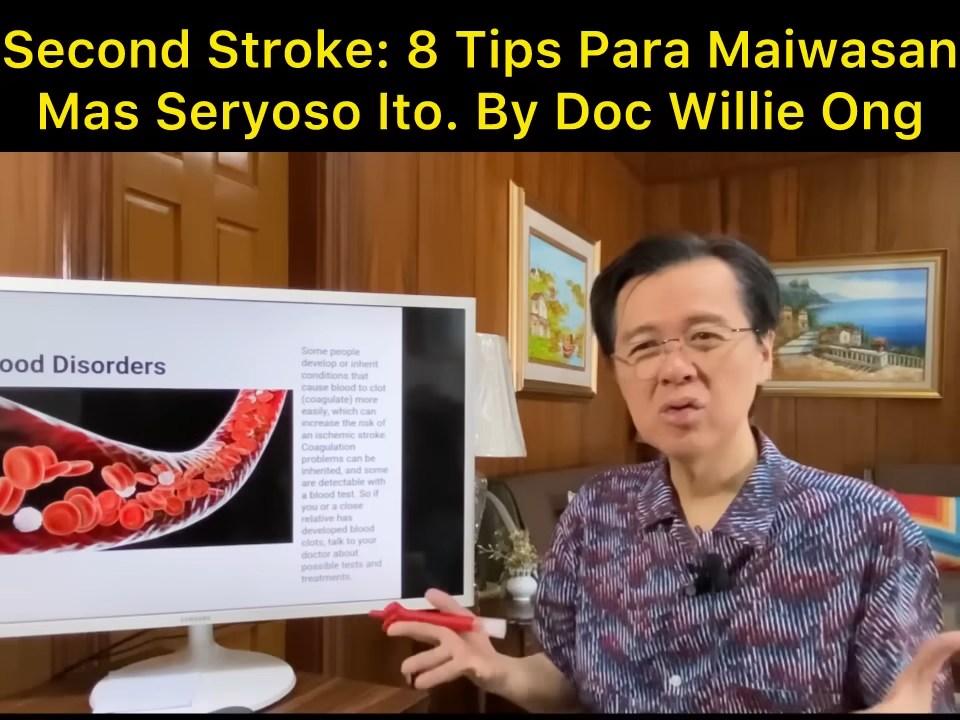 Second Stroke: 8 Tips Para Maiwasan
Mas Seryoso Ito. By Doc Willie Ong
ood Disorders
Some people
develop or inherit
conditions that
cause blood to clot
(coagulate) more
easily, which can
increase the risk of
an ischemic stroke.
Coagulation
problems can be
inherited, and some
are detectable with
a blood test. So if
you or a close
relative has
developed blood
clots, talk to your
doctor about
possible tests and
treatments.
SAMSUNG